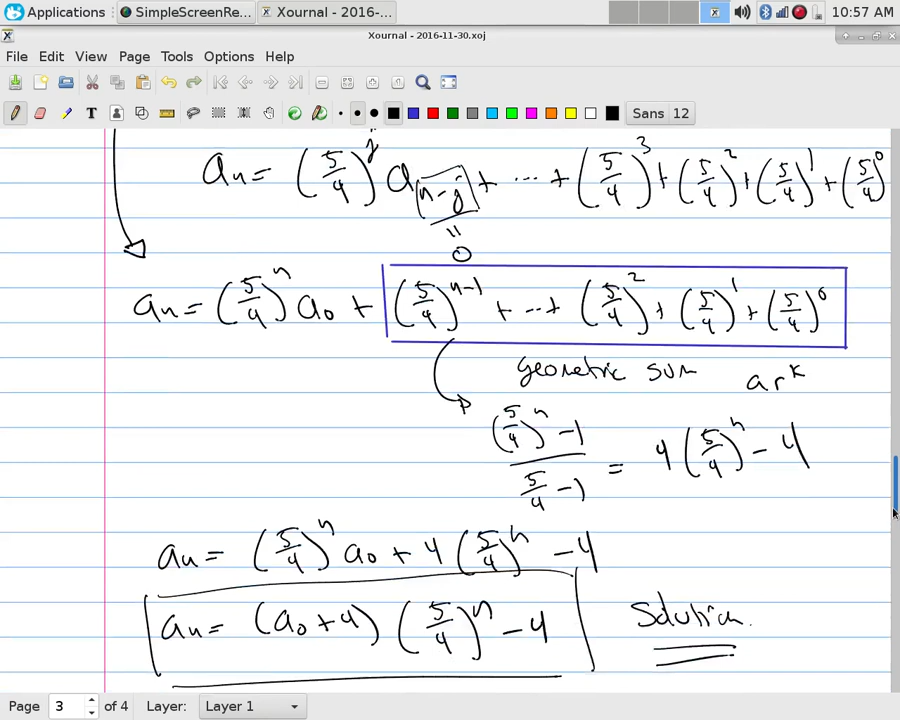 Applications SimpleScreenRe... Xournal - 2016-... 10:57 AM
Xournal - 2016-11-30.xoj
File Edit View Page Tools Options Help
Sans 12
aₙ = (5/4)^j a_{n-j} + ... + (5/4)^3 + (5/4)^2 + (5/4)^1 + (5/4)^0
=
0
aₙ = (5/4)^n a₀ + (5/4)^{n-1} + ... + (5/4)^2 + (5/4)^1 + (5/4)^0
geometric sum ar^k
((5/4)^n - 1) / (5/4 - 1) = 4(5/4)^n - 4
aₙ = (5/4)^n a₀ + 4(5/4)^n - 4
aₙ = (a₀ + 4)(5/4)^n - 4 Solution.
Page 3 of 4 Layer: Layer 1